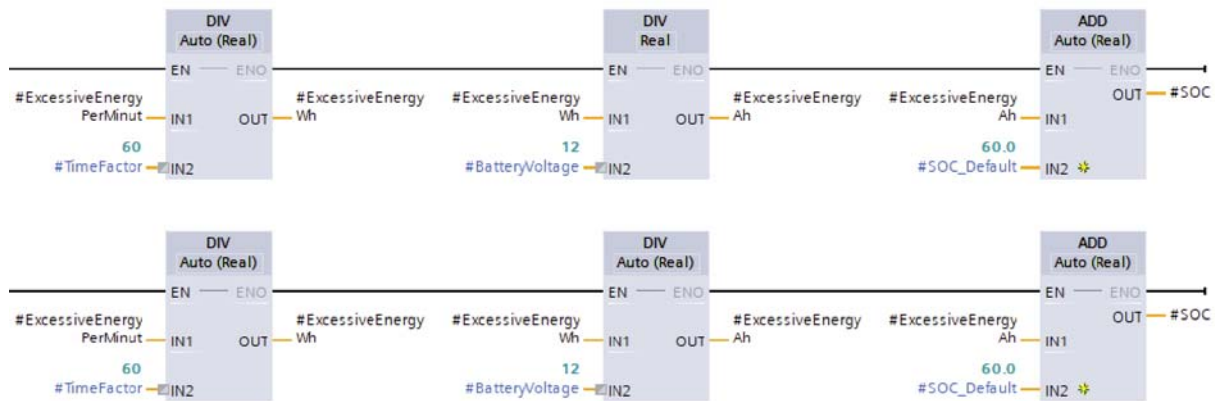 DIV
Auto (Real)
DIV
Real
ADD
Auto (Real)
EN ENO
EN ENO
EN ENO
#ExcessiveEnergy
PerMinut
IN1
OUT
#ExcessiveEnergy
Wh
#ExcessiveEnergy
Wh
IN1
OUT
#ExcessiveEnergy
Ah
#ExcessiveEnergy
Ah
IN1
OUT
#SOC
60
#TimeFactor
IN2
12
#BatteryVoltage
IN2
60.0
#SOC_Default
IN2
DIV
Auto (Real)
DIV
Auto (Real)
ADD
Auto (Real)
EN ENO
EN ENO
EN ENO
#ExcessiveEnergy
PerMinut
IN1
OUT
#ExcessiveEnergy
Wh
#ExcessiveEnergy
Wh
IN1
OUT
#ExcessiveEnergy
Ah
#ExcessiveEnergy
Ah
IN1
OUT
#SOC
60
#TimeFactor
IN2
12
#BatteryVoltage
IN2
60.0
#SOC_Default
IN2